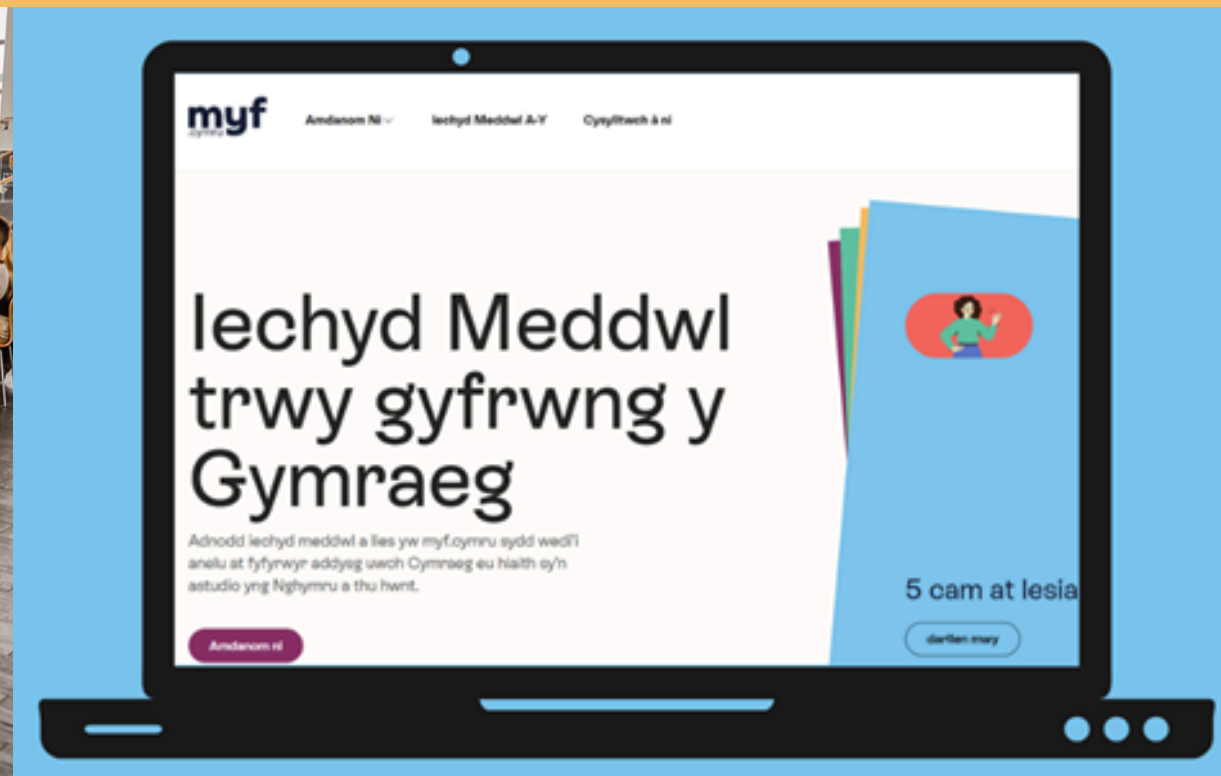 myf
.cymru
Amdanom Ni
Iechyd Meddwl A-Y
Cysylltwch â ni
Iechyd Meddwl
trwy gyfrwng y
Gymraeg
Adnodd iechyd meddwl a lles yw myf.cymru sydd wedi'i
anelu at fyfyrwyr addysg uwch Cymraeg eu hiaith sy'n
astudio yng Nghymru a thu hwnt.
5 cam at lesia
Amdanom ni
darllen mwy